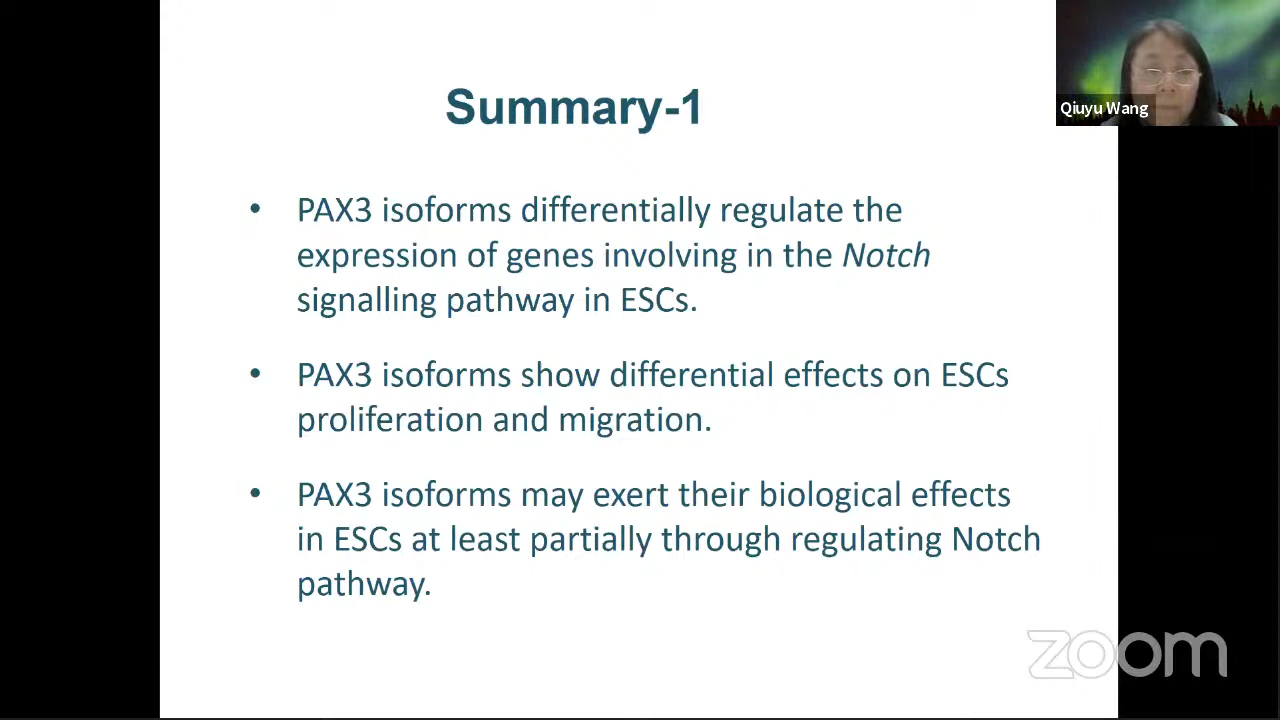 Summary-1
Qiuyu Wang
• PAX3 isoforms differentially regulate the
expression of genes involving in the Notch
signalling pathway in ESCs.
• PAX3 isoforms show differential effects on ESCs
proliferation and migration.
• PAX3 isoforms may exert their biological effects
in ESCs at least partially through regulating Notch
pathway.
zoom